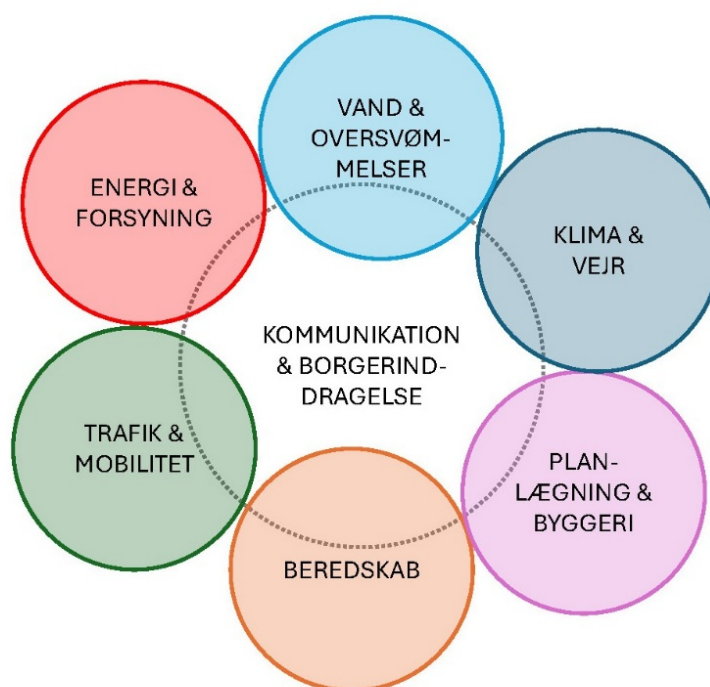 VAND &
OVERSVØM-
MELSER
ENERGI &
FORSYNING
KLIMA &
VEJR
KOMMUNIKATION
& BORGERIND-
DRAGELSE
TRAFIK &
MOBILITET
PLAN-
LÆGNING &
BYGGERI
BEREDSKAB